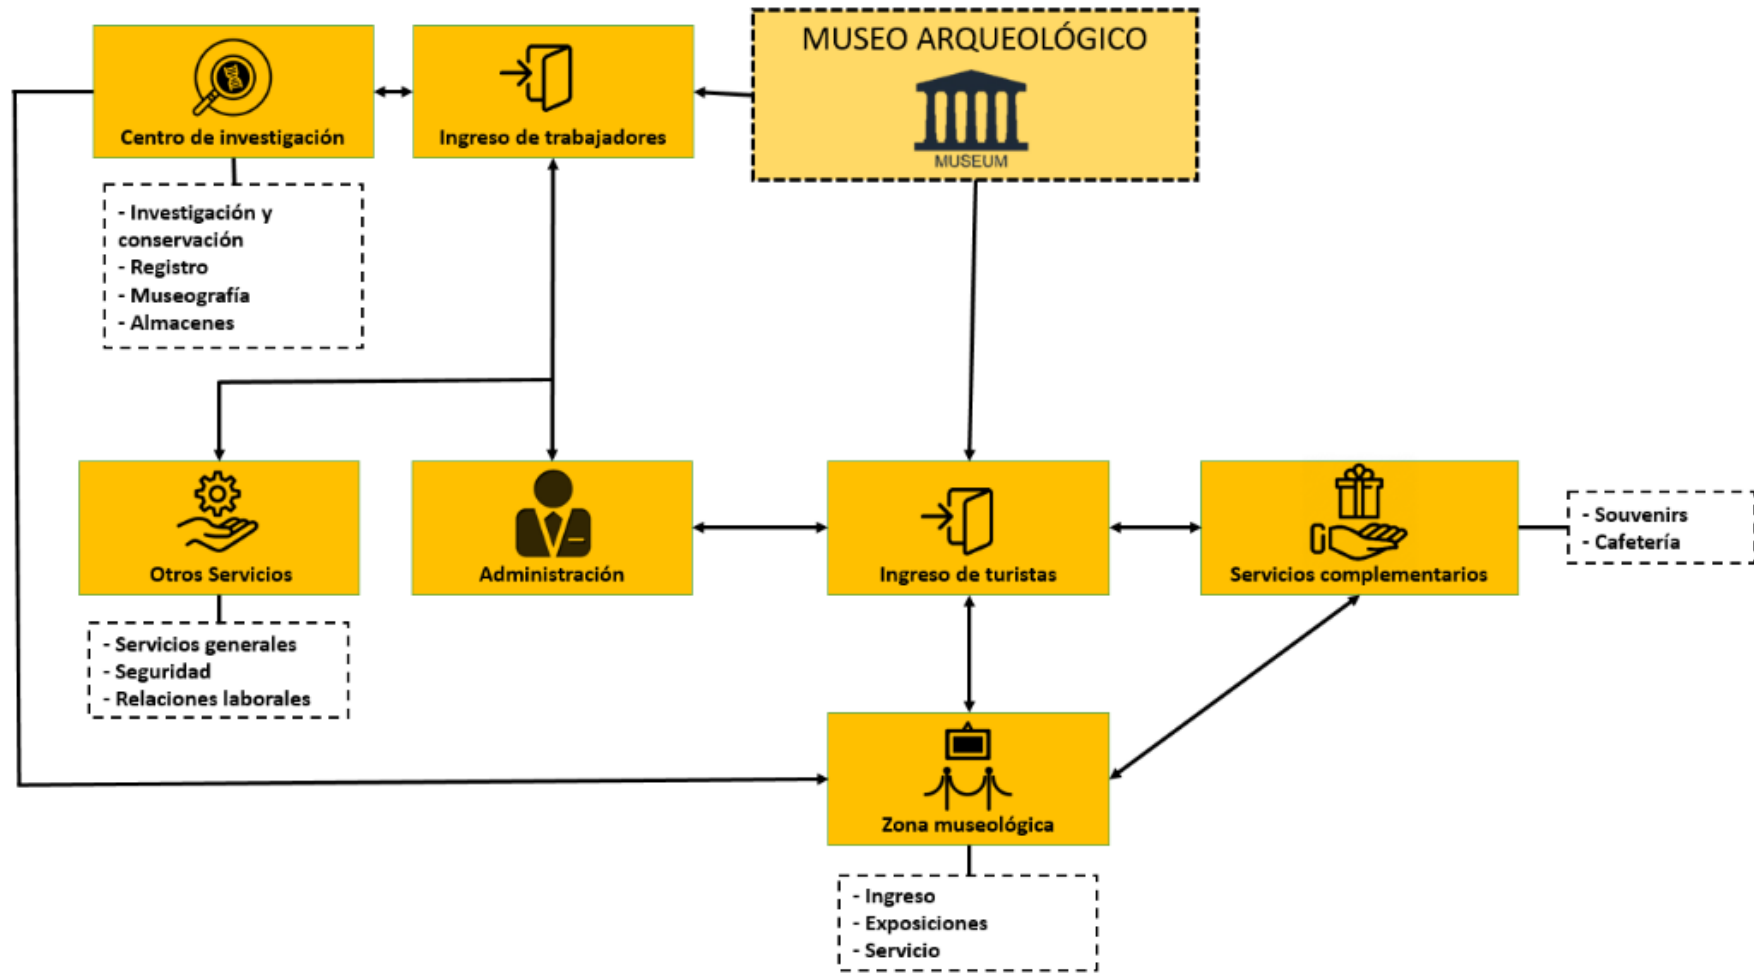 MUSEO ARQUEOLÓGICO
MUSEUM
Centro de investigación
Ingreso de trabajadores
- Investigación y
conservación
- Registro
- Museografía
- Almacenes
Otros Servicios
Administración
Ingreso de turistas
Servicios complementarios
- Souvenirs
- Cafetería
- Servicios generales
- Seguridad
- Relaciones laborales
Zona museológica
- Ingreso
- Exposiciones
- Servicio